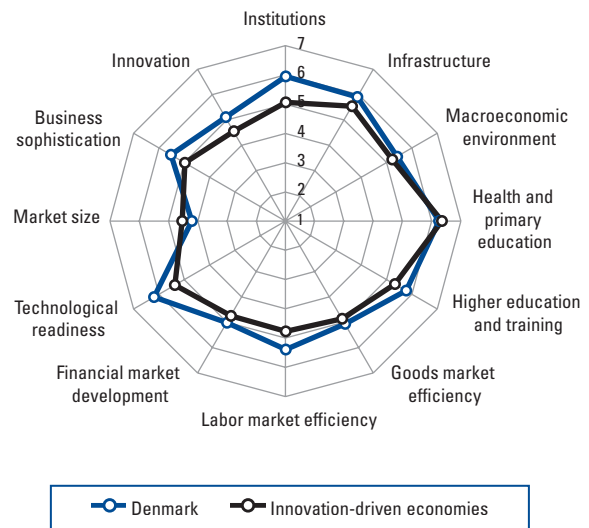 Institutions
Innovation
Infrastructure
Business
sophistication
Macroeconomic
environment
Market size
Health and
primary
education
Technological
readiness
Higher education
and training
Financial market
development
Goods market
efficiency
Labor market efficiency
7
6
5
4
3
2
1
Denmark
Innovation-driven economies